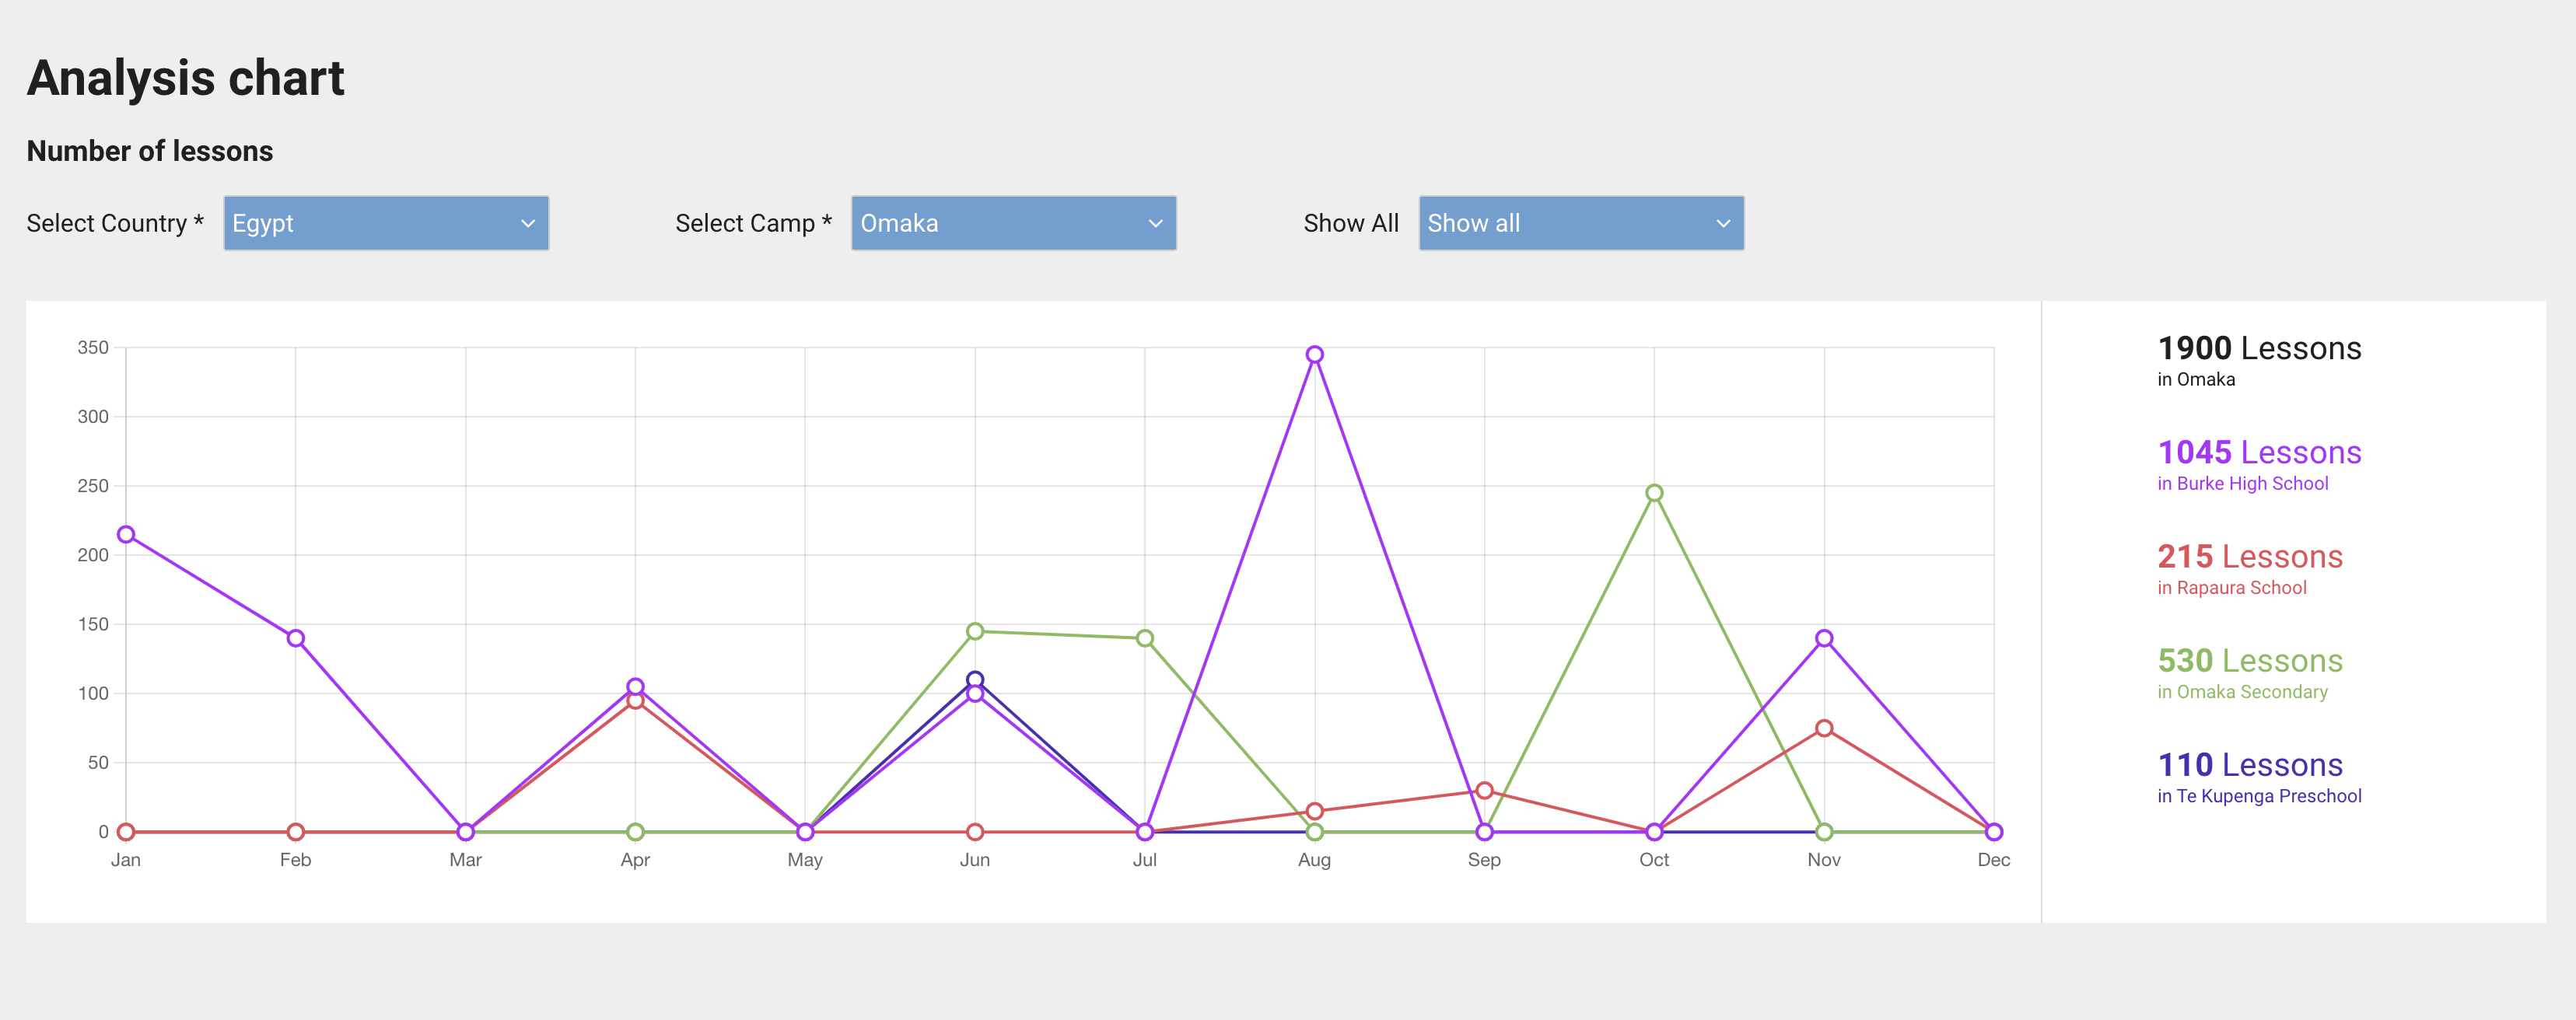 Analysis chart
Number of lessons
Select Country * Egypt Select Camp * Omaka Show All Show all
350
300
250
200
150
100
50
0
Jan Feb Mar Apr May Jun Jul Aug Sep Oct Nov Dec
1900 Lessons
in Omaka
1045 Lessons
in Burke High School
215 Lessons
in Rapaura School
530 Lessons
in Omaka Secondary
110 Lessons
in Te Kupenga Preschool